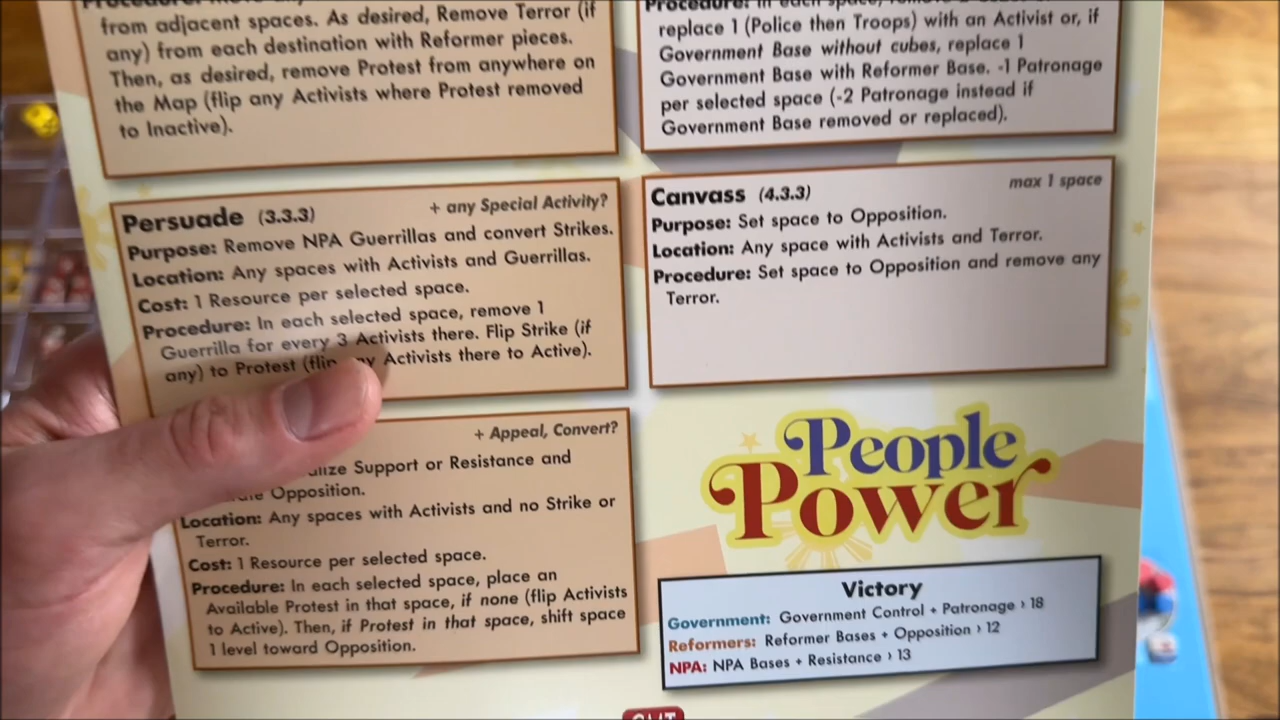 from adjacent spaces. As desired, Remove Terror (if
any) from each destination with Reformer pieces.
Then, as desired, remove Protest from anywhere on
the Map (flip any Activists where Protest removed
to Inactive).
replace 1 (Police then Troops) with an Activist or, if
Government Base without cubes, replace 1
Government Base with Reformer Base. -1 Patronage
per selected space (-2 Patronage instead if
Government Base removed or replaced).
Persuade (3.3.3) + any Special Activity?
Purpose: Remove NPA Guerrillas and convert Strikes.
Location: Any spaces with Activists and Guerrillas.
Cost: 1 Resource per selected space.
Procedure: In each selected space, remove 1
Guerrilla for every 3 Activists there. Flip Strike (if
any) to Protest (flip any Activists there to Active).
Canvass (4.3.3) max 1 space
Purpose: Set space to Opposition.
Location: Any space with Activists and Terror.
Procedure: Set space to Opposition and remove any
Terror.
+ Appeal, Convert?
Support or Resistance and
Opposition.
Location: Any spaces with Activists and no Strike or
Terror.
Cost: 1 Resource per selected space.
Procedure: In each selected space, place an
Available Protest in that space, if none (flip Activists
to Active). Then, if Protest in that space, shift space
1 level toward Opposition.
People
Power
Victory
Government: Government Control + Patronage > 18
Reformers: Reformer Bases + Opposition > 12
NPA: NPA Bases + Resistance > 13
GMT